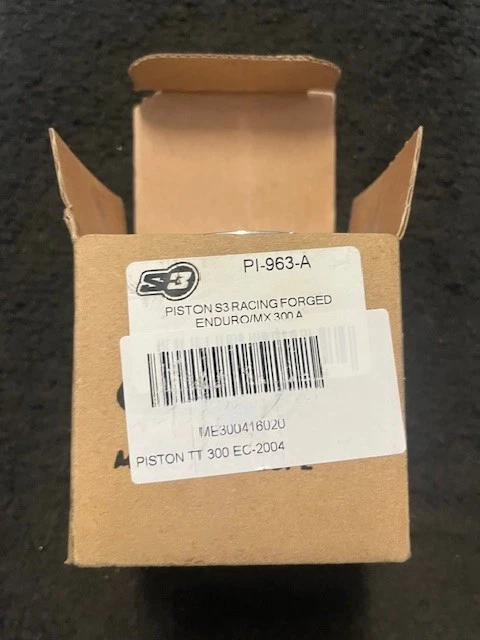 S3
PI-963-A
PISTON S3 RACING FORGED
ENDURO/MX 300 A
ME300416020
PISTON TT 300 EC-2004